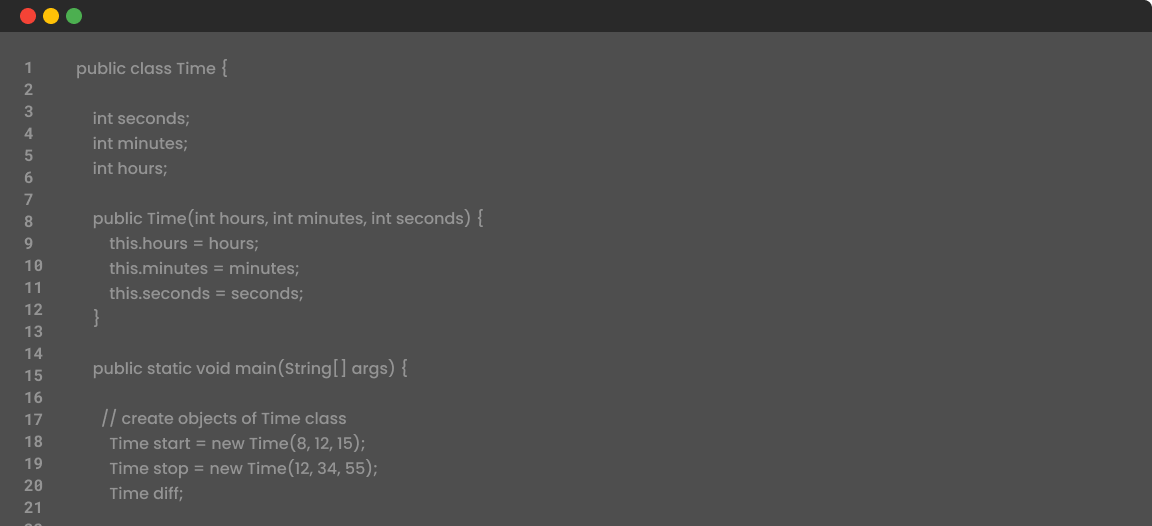 1 public class Time {
2
3 int seconds;
4 int minutes;
5 int hours;
6
7
8 public Time(int hours, int minutes, int seconds) {
9 this.hours = hours;
10 this.minutes = minutes;
11 this.seconds = seconds;
12 }
13
14
15 public static void main(String[] args) {
16
17 // create objects of Time class
18 Time start = new Time(8, 12, 15);
19 Time stop = new Time(12, 34, 55);
20 Time diff;
21